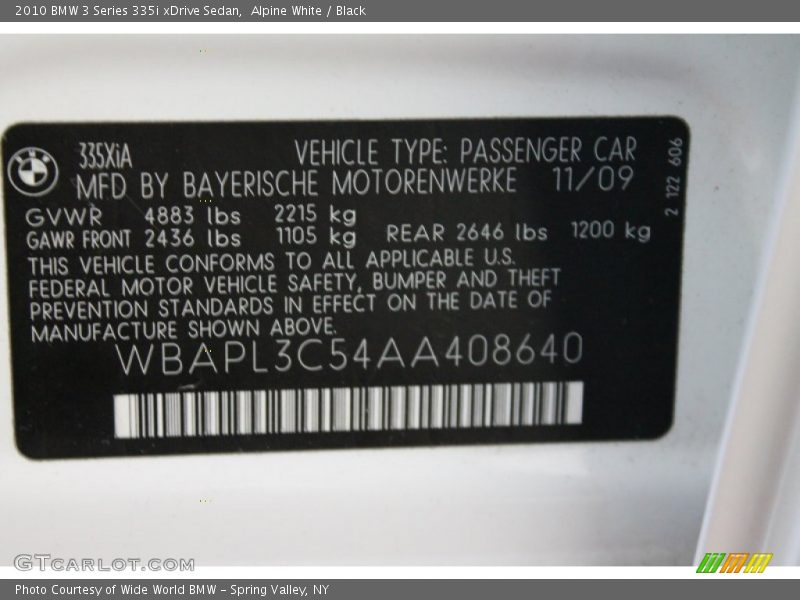 2010 BMW 3 Series 335i xDrive Sedan,  Alpine White / Black
335XiA
VEHICLE TYPE: PASSENGER CAR
MFD BY BAYERISCHE MOTORENWERKE 11/09
GVWR 4883 lbs 2215 kg
GAWR FRONT 2436 lbs 1105 kg REAR 2646 lbs 1200 kg
THIS VEHICLE CONFORMS TO ALL APPLICABLE U.S.
FEDERAL MOTOR VEHICLE SAFETY, BUMPER AND THEFT
PREVENTION STANDARDS IN EFFECT ON THE DATE OF
MANUFACTURE SHOWN ABOVE.
WBAPL3C54AA408640
2 122 606
GTCARLOT.COM
Photo Courtesy of Wide World BMW - Spring Valley, NY